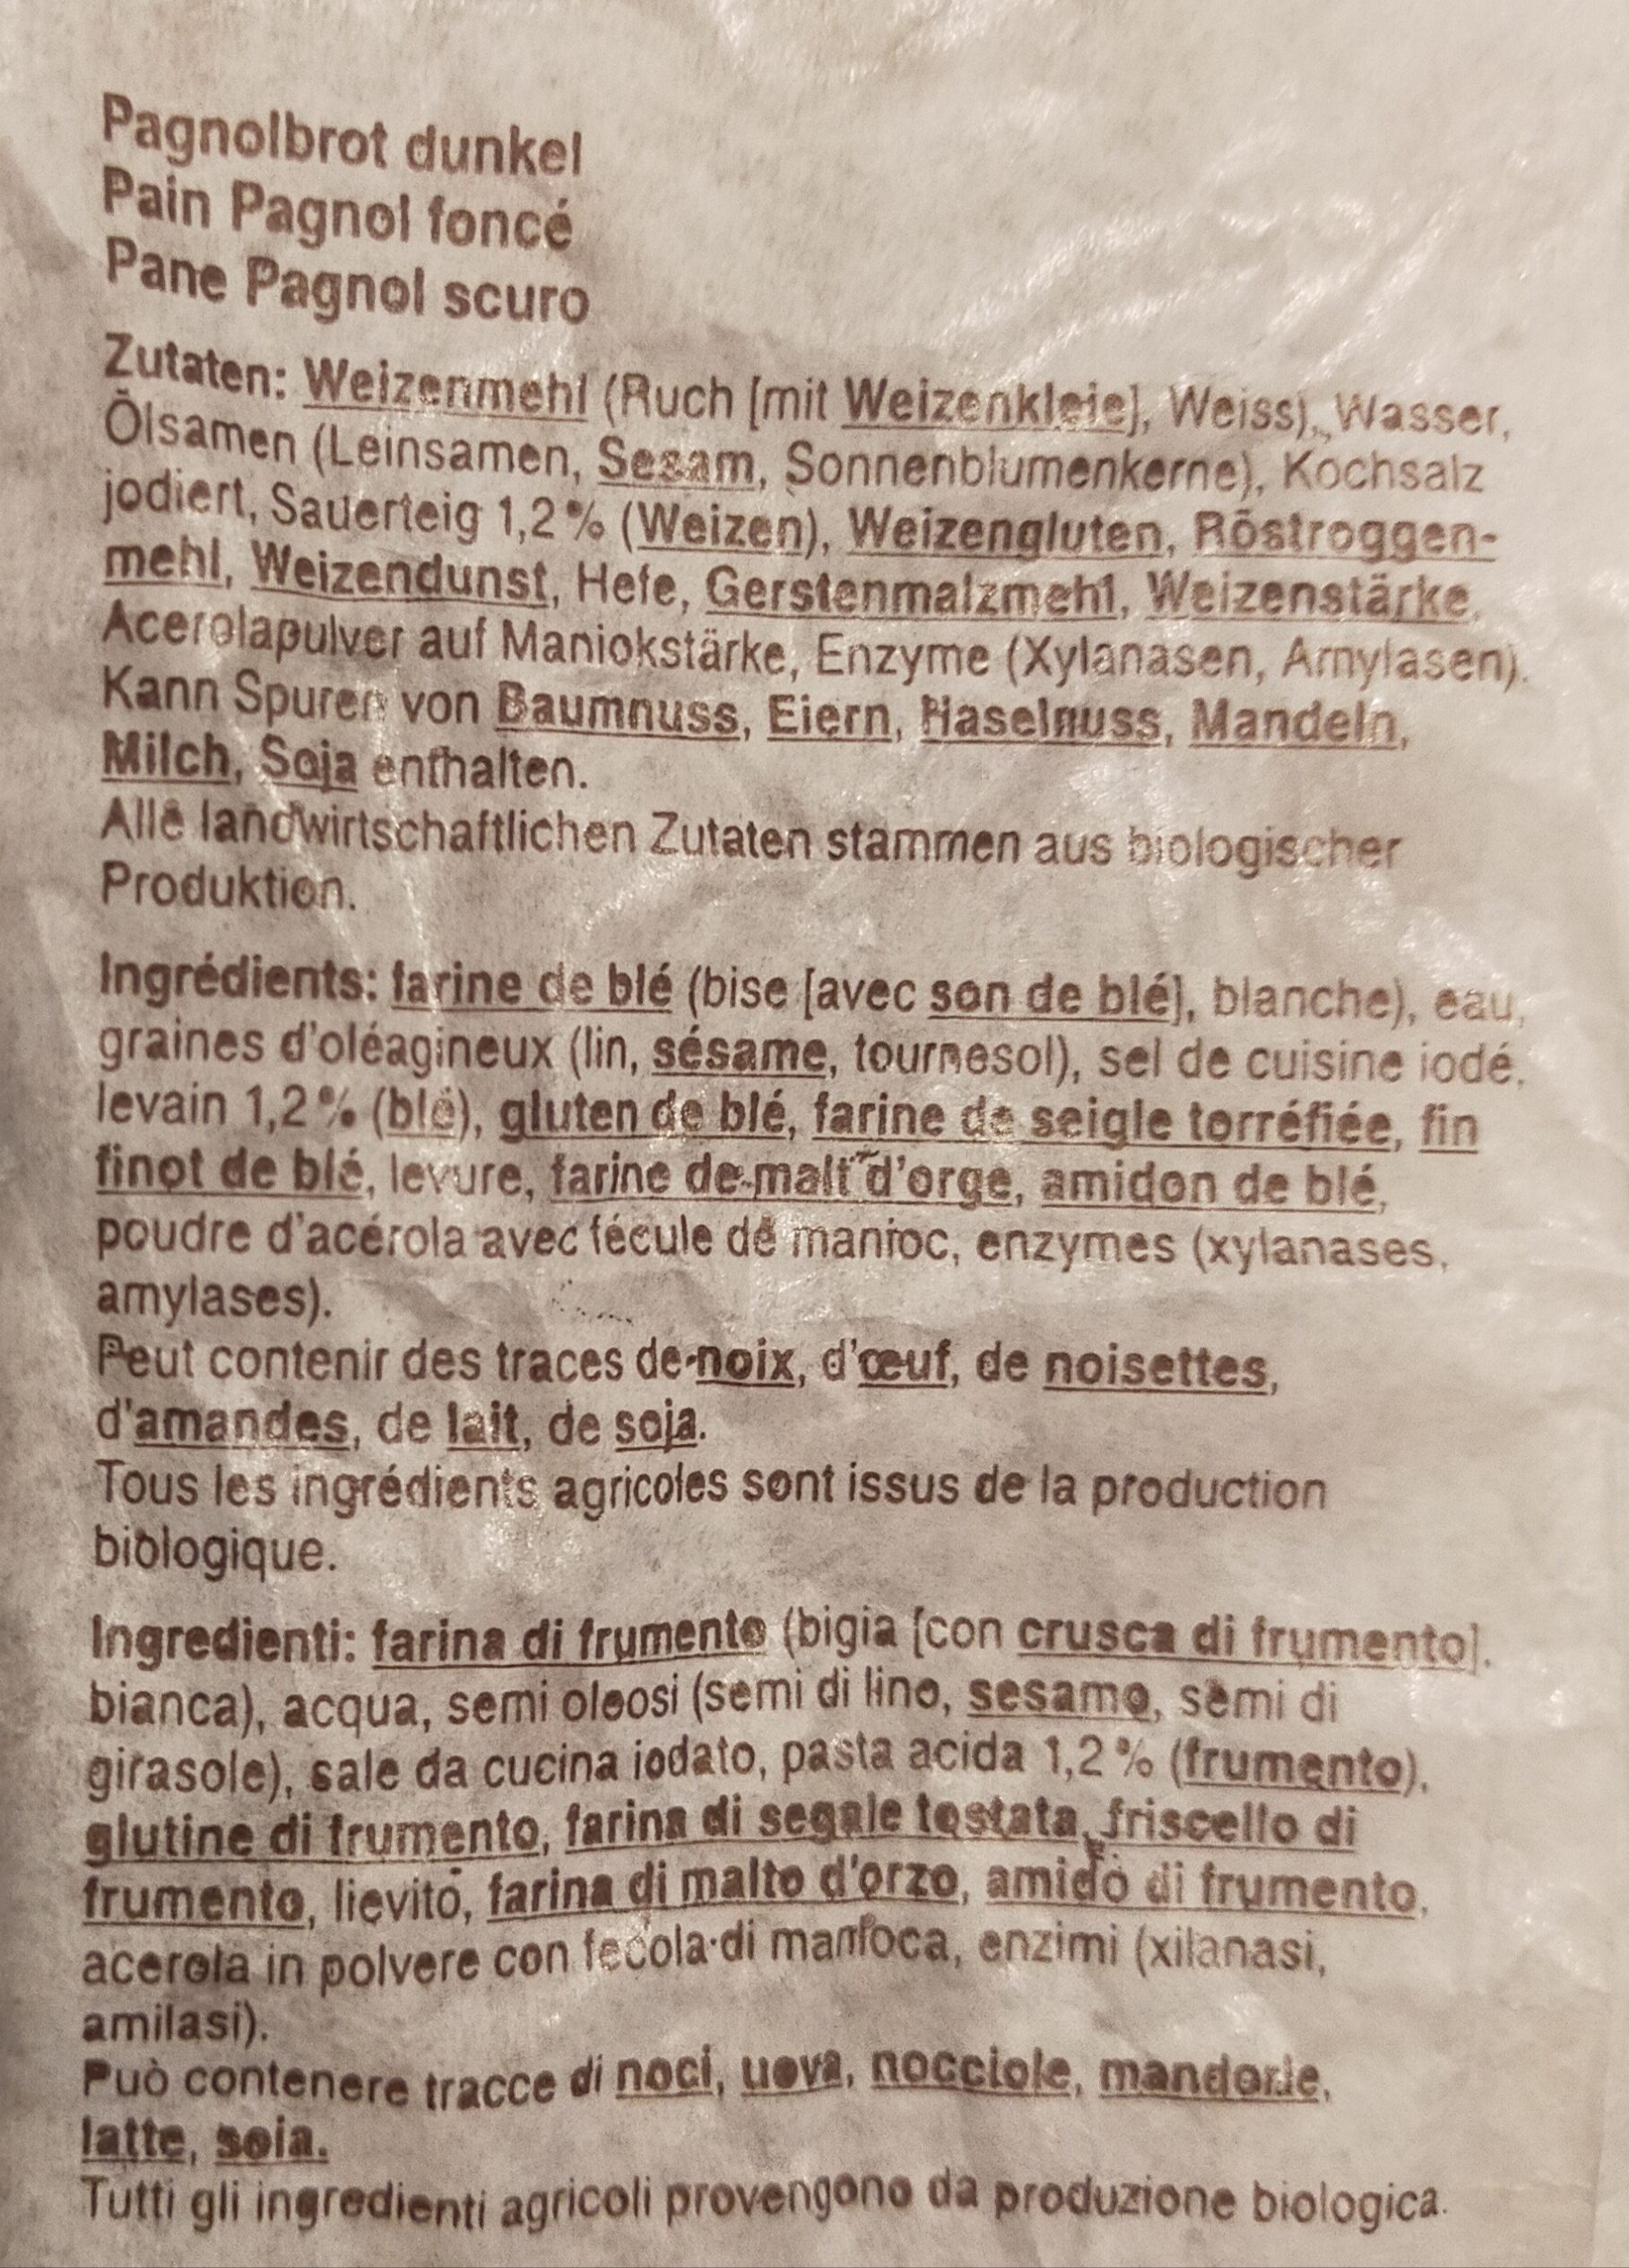 Pagnolbrot dunkel
Pain Pagnol foncé
Pane Pagnol scuro
Zutaten: Weizenmehl (Ruch [mit Weizenkleie], Weiss), Wasser,
Ölsamen (Leinsamen, Sesam, Sonnenblumenkerne), Kochsalz
jodiert, Sauerteig 1,2% (Weizen), Weizengluten, Röstroggen-
mehl, Weizendunst, Hefe, Gerstenmalzmehl, Weizenstärke,
Acerolapulver auf Maniokstärke, Enzyme (Xylanasen, Amylasen).
Kann Spuren von Baumnuss, Eiern, Haselnuss, Mandeln,
Milch, Soja enthalten.
Alle landwirtschaftlichen Zutaten stammen aus biologischer
Produktion.
Ingrédients: farine de blé (bise [avec son de blé], blanche), eau,
graines d'oléagineux (lin, sésame, tournesol), sel de cuisine iodé,
levain 1,2% (blé), gluten de blé, farine de seigle torréfiée, fin
finot de blé, levure, farine de malt d'orge, amidon de blé,
poudre d'acérola avec fécule de manioc, enzymes (xylanases,
amylases).
Peut contenir des traces de noix, d'œuf, de noisettes,
d'amandes, de lait, de soja.
Tous les ingrédients agricoles sont issus de la production
biologique.
Ingredienti: farina di frumento (bigia [con crusca di frumento],
bianca), acqua, semi oleosi (semi di lino, sesamo, semi di
girasole), sale da cucina iodato, pasta acida 1,2% (frumento),
glutine di frumento, farina di segale tostata, friscello di
frumento, lievito, farina di malto d'orzo, amido di frumento,
acerola in polvere con fecola di manioca, enzimi (xilanasi,
amilasi).
Può contenere tracce di noci, uova, nocciole, mandorle,
latte, soia.
Tutti gli ingredienti agricoli provengono da produzione biologica.